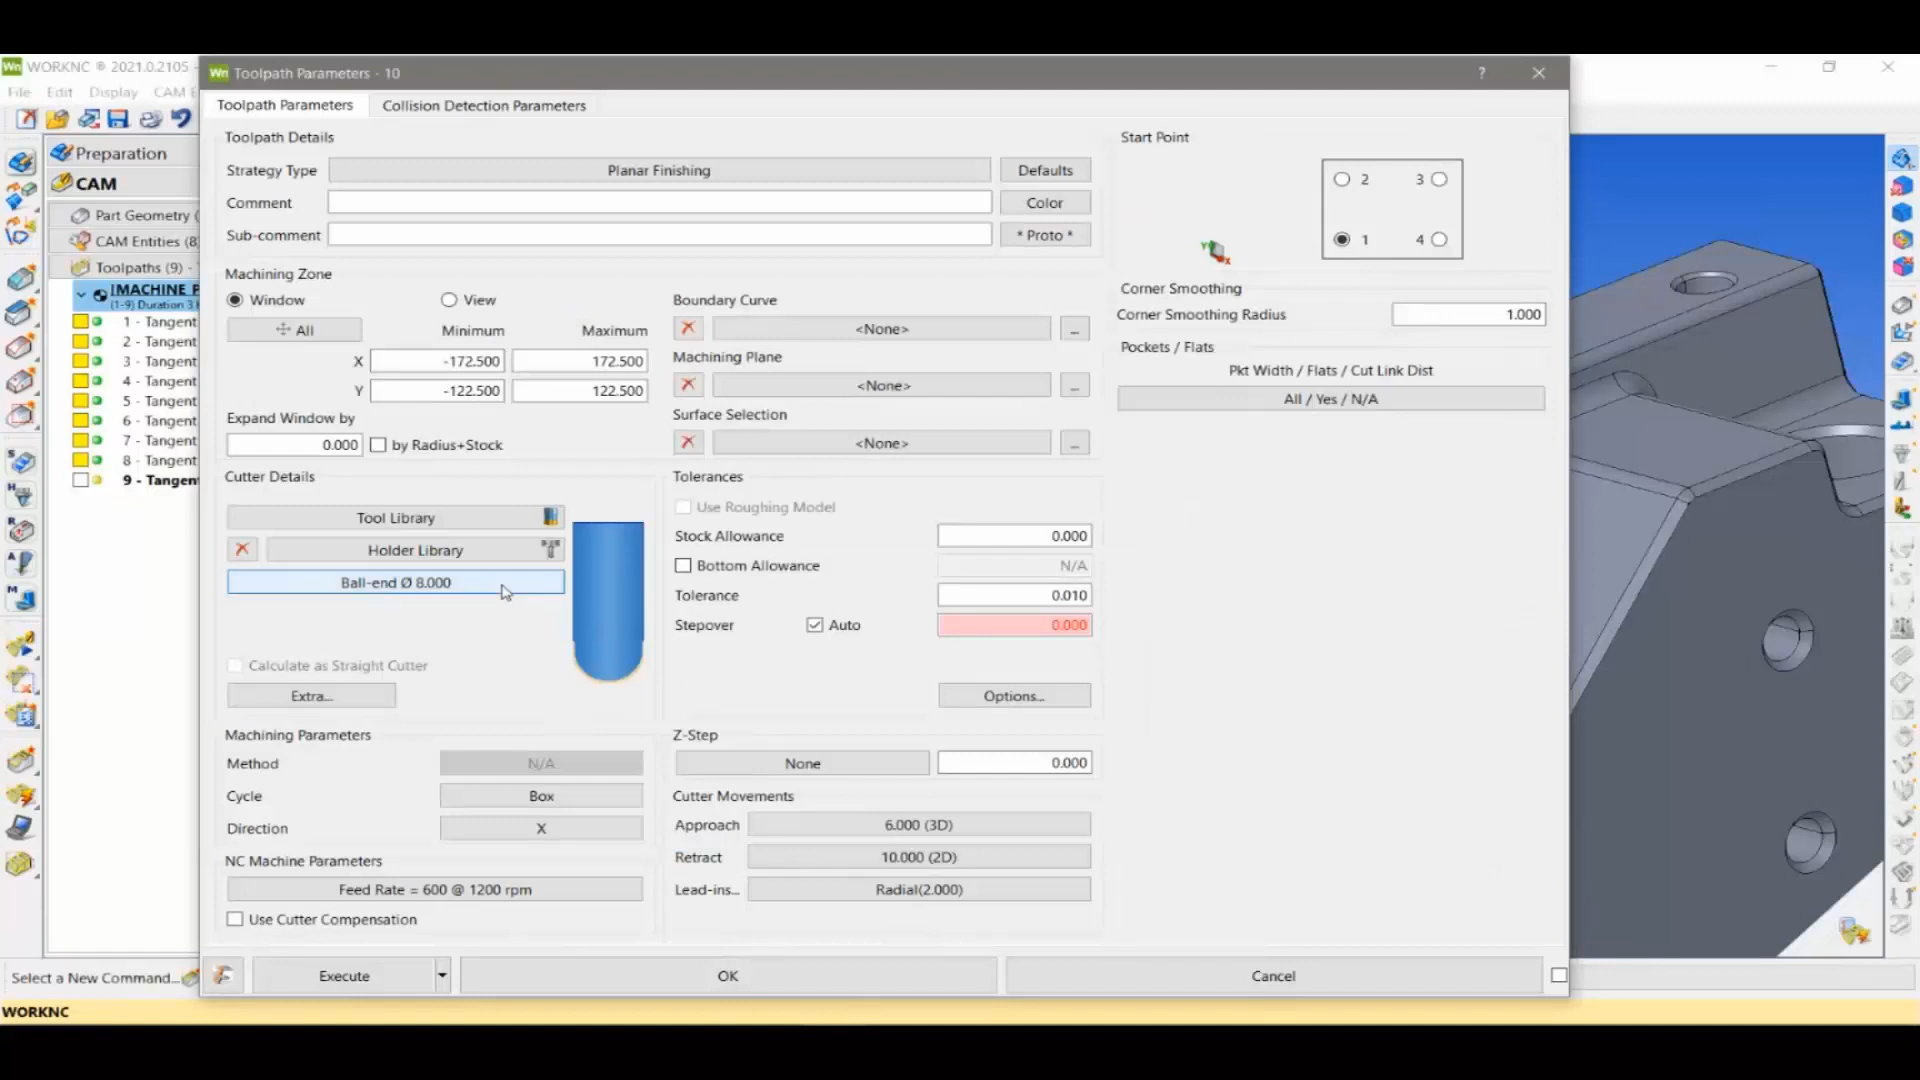 WORKNC ® 2021.0.2105 -
File Edit Display CAM E
Wn Toolpath Parameters - 10 ?
Toolpath Parameters Collision Detection Parameters
Preparation
CAM
Part Geometry (
CAM Entities (8)
Toolpaths (9) -
[MACHINE P
(1-9) Duration 3
1 - Tangent
2 - Tangent
3 - Tangent
4 - Tangent
5 - Tangent
6 - Tangent
7 - Tangent
8 - Tangent
9 - Tangen
Toolpath Details
Strategy Type Planar Finishing Defaults
Comment Color
Sub-comment * Proto *
Machining Zone
Window View
All Minimum Maximum
X -172.500 172.500
Y -122.500 122.500
Expand Window by
0.000 by Radius+Stock
Boundary Curve
<None> ...
Machining Plane
<None> ...
Surface Selection
<None> ...
Cutter Details
Tool Library
Holder Library
Ball-end Ø 8.000
Calculate as Straight Cutter
Extra...
Tolerances
Use Roughing Model
Stock Allowance 0.000
Bottom Allowance N/A
Tolerance 0.010
Stepover Auto 0.000
Options...
Machining Parameters
Method N/A
Cycle Box
Direction X
NC Machine Parameters
Feed Rate = 600 @ 1200 rpm
Use Cutter Compensation
Z-Step
None 0.000
Cutter Movements
Approach 6.000 (3D)
Retract 10.000 (2D)
Lead-ins... Radial(2.000)
Start Point
2 3
1 4
Corner Smoothing
Corner Smoothing Radius 1.000
Pockets / Flats
Pkt Width / Flats / Cut Link Dist
All / Yes / N/A
Execute OK Cancel
Select a New Command...
WORKNC